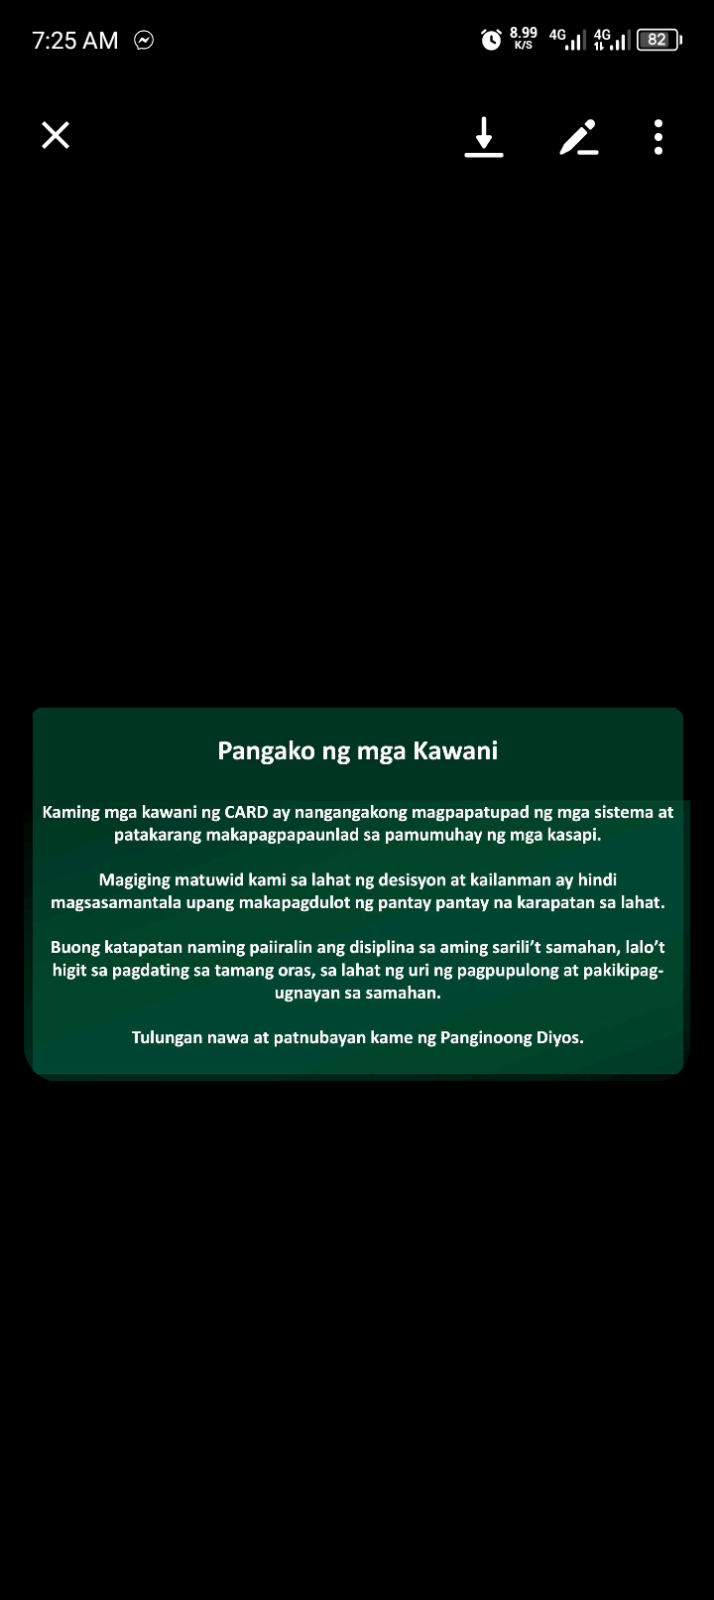 7:25 AM
8.99
K/S
4G
4G
82
Pangako ng mga Kawani
Kaming mga kawani ng CARD ay nangangakong magpapatupad ng mga sistema at
patakarang makapagpapaunlad sa pamumuhay ng mga kasapi.
Magiging matuwid kami sa lahat ng desisyon at kailanman ay hindi
magsasamantala upang makapagdulot ng pantay pantay na karapatan sa lahat.
Buong katapatan naming paiiralin ang disiplina sa aming sarili’t samahan, lalo’t
higit sa pagdating sa tamang oras, sa lahat ng uri ng pagpupulong at pakikipag-
ugnayan sa samahan.
Tulungan nawa at patnubayan kame ng Panginoong Diyos.